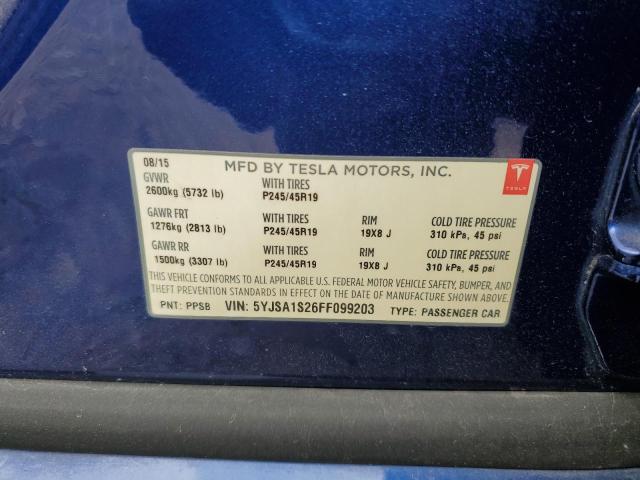 08/15 MFD BY TESLA MOTORS, INC.
GVWR WITH TIRES
2600kg (5732 lb) P245/45R19
TESLA
GAWR FRT WITH TIRES RIM COLD TIRE PRESSURE
1276kg (2813 lb) P245/45R19 19X8 J 310 kPa, 45 psi
GAWR RR WITH TIRES RIM COLD TIRE PRESSURE
1500kg (3307 lb) P245/45R19 19X8 J 310 kPa, 45 psi
THIS VEHICLE CONFORMS TO ALL APPLICABLE U.S. FEDERAL MOTOR VEHICLE SAFETY, BUMPER, AND
THEFT PREVENTION STANDARDS IN EFFECT ON THE DATE OF MANUFACTURE SHOWN ABOVE.
PNT: PPSB VIN: 5YJSA1S26FF099203 TYPE: PASSENGER CAR